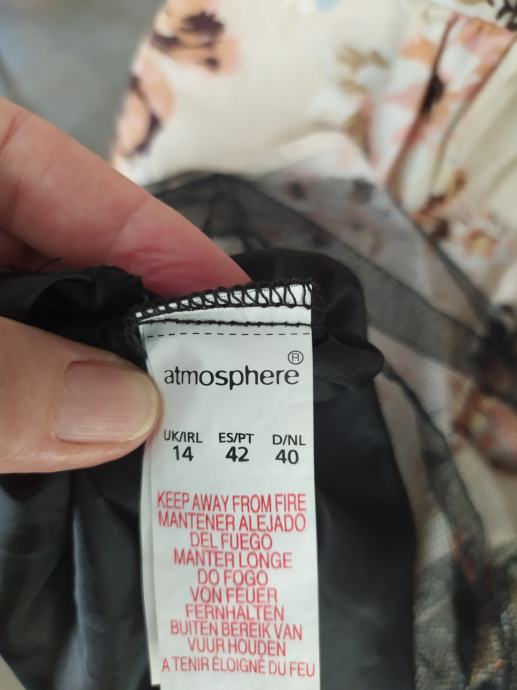 atmosphere®
UK/IRL ES/PT D/NL
14 42 40
KEEP AWAY FROM FIRE
MANTENER ALEJADO
DEL FUEGO
MANTER LONGE
DO FOGO
VON FEUER
FERNHALTEN
BUITEN BEREIK VAN
VUUR HOUDEN
A TENIR ÉLOIGNÉ DU FEU